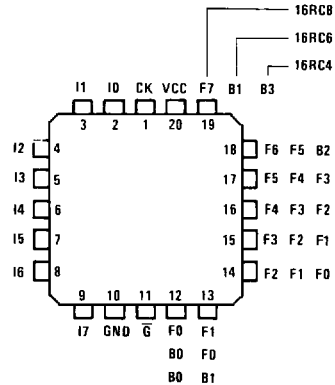 16RC8
16RC6
16RC4
I1 I0 CK VCC F7 B1 B3
3 2 1 20 19
I2 4 18 F6 F5 B2
I3 5 17 F5 F4 F3
I4 6 16 F4 F3 F2
I5 7 15 F3 F2 F1
I6 8 14 F2 F1 F0
9 10 11 12 13
I7 GND G̅ F0 F1
B0 F0
B0 B1